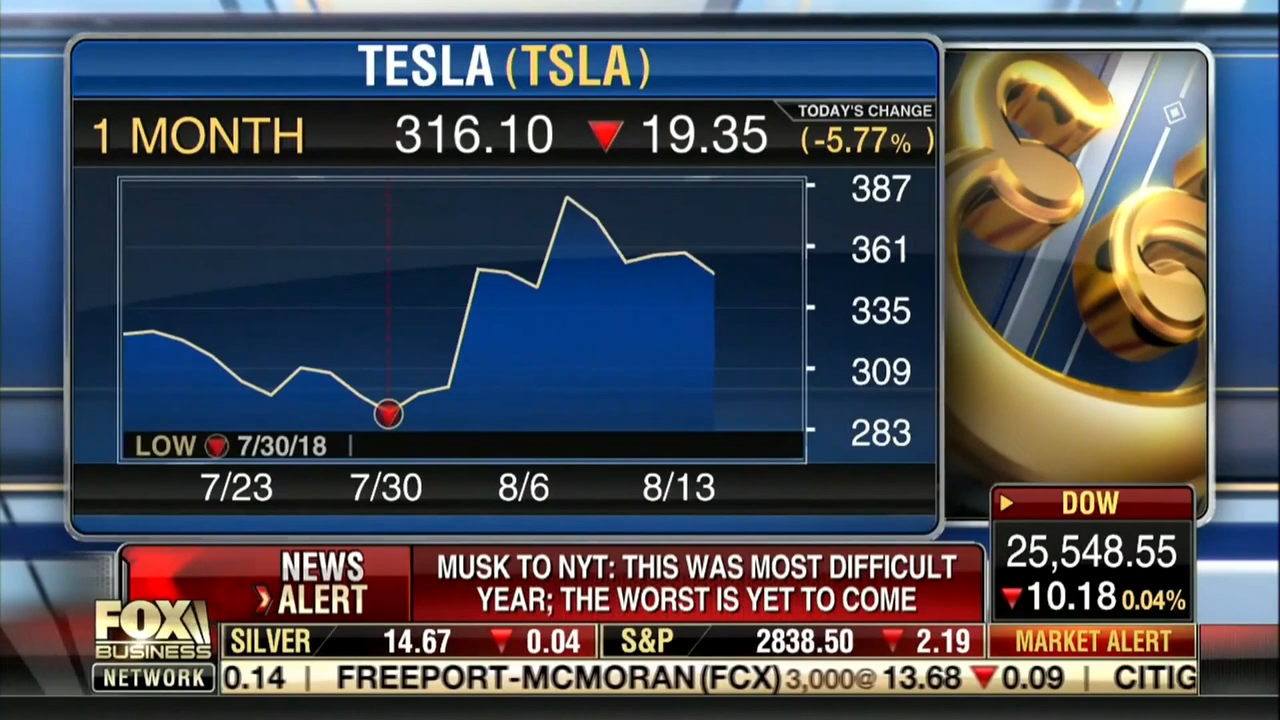 TESLA (TSLA)
1 MONTH 316.10 ▼ 19.35 TODAY'S CHANGE (-5.77%)
387
361
335
309
283
LOW ▼ 7/30/18 |
7/23 7/30 8/6 8/13
DOW
25,548.55
▼10.18 0.04%
NEWS ALERT
MUSK TO NYT: THIS WAS MOST DIFFICULT
YEAR; THE WORST IS YET TO COME
FOX
BUSINESS
NETWORK
SILVER 14.67 ▼ 0.04 S&P 2838.50 ▼ 2.19 MARKET ALERT
0.14 | FREEPORT-MCMORAN (FCX) 3,000@ 13.68 ▼0.09 | CITIG